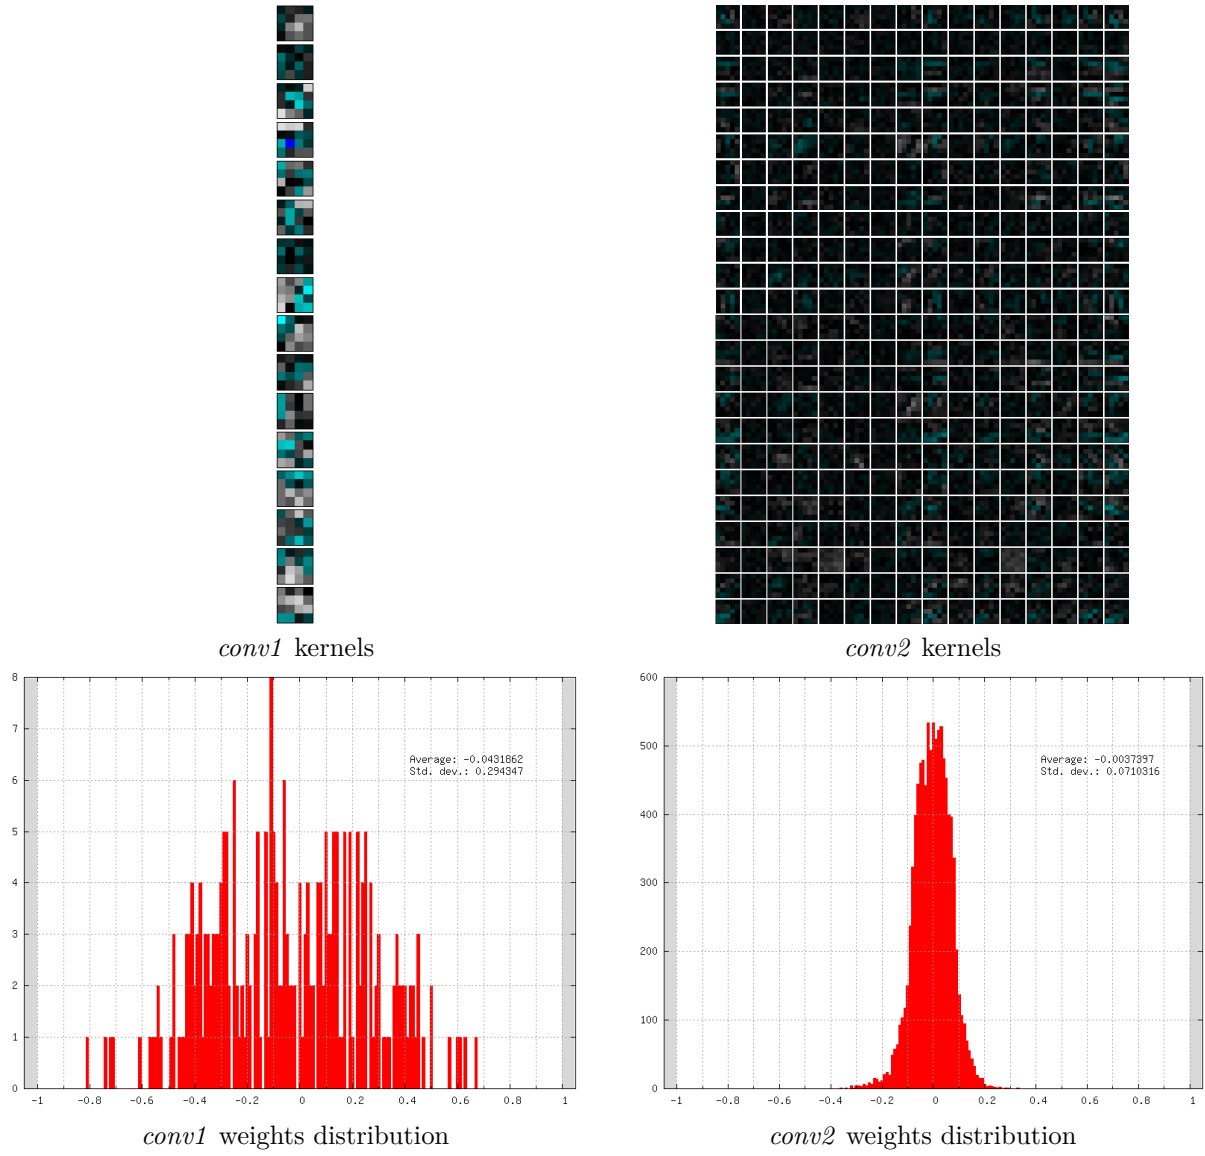 conv1 kernels
conv2 kernels
8
7
6
5
4
3
2
1
0
Average: -0.0431862
Std. dev.: 0.294347
-1 -0.8 -0.6 -0.4 -0.2 0 0.2 0.4 0.6 0.8 1
600
500
400
300
200
100
0
Average: -0.0037397
Std. dev.: 0.0710316
-1 -0.8 -0.6 -0.4 -0.2 0 0.2 0.4 0.6 0.8 1
conv1 weights distribution
conv2 weights distribution